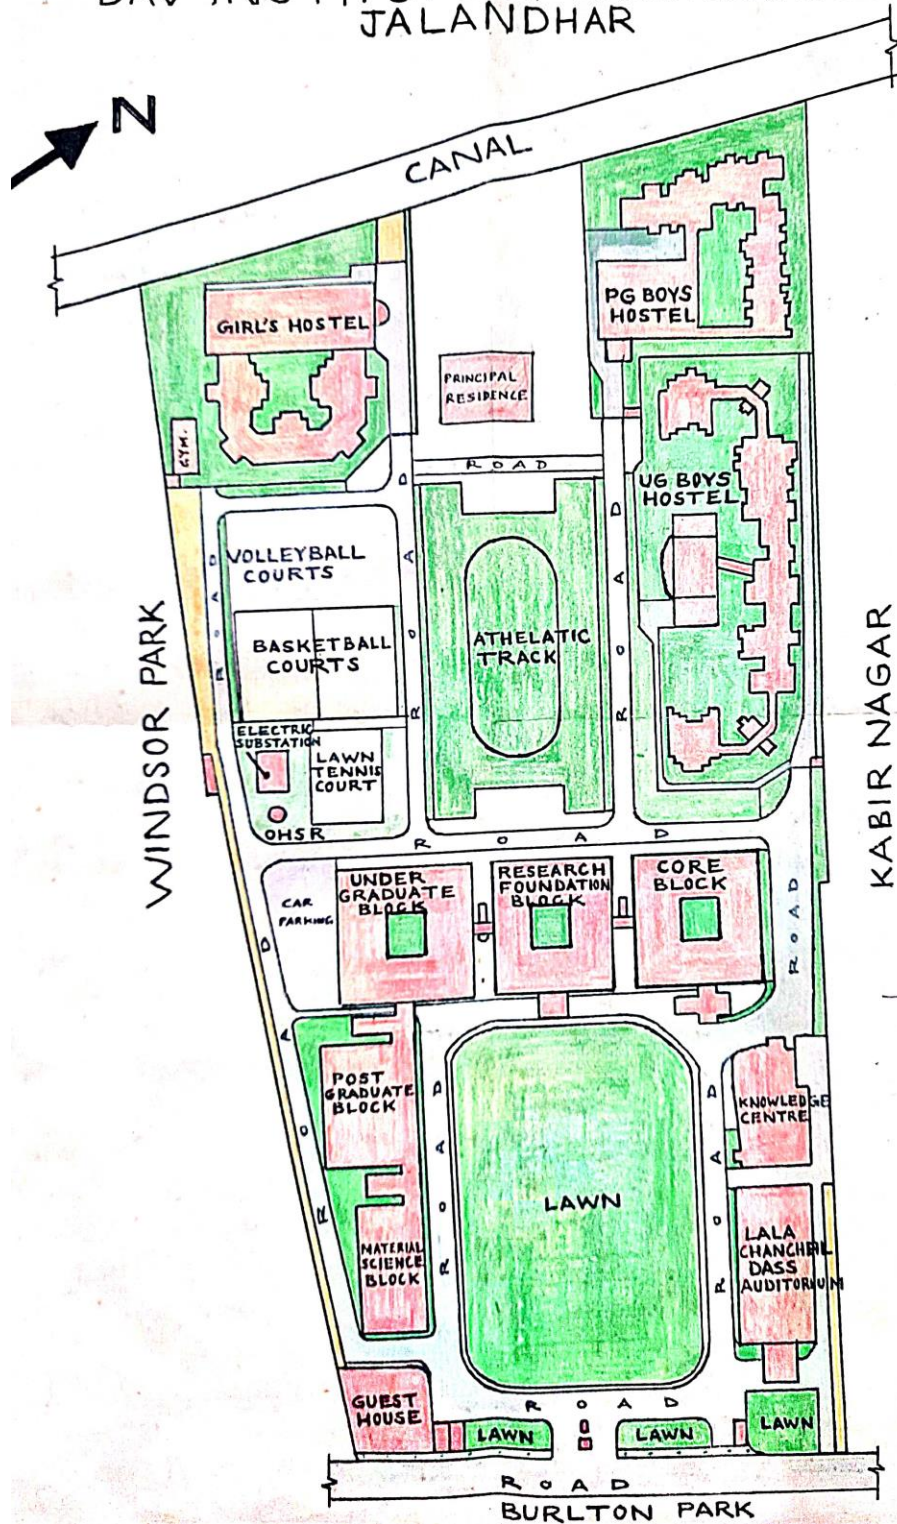 JALANDHAR
N
CANAL
GIRL'S HOSTEL
PG BOYS
HOSTEL
PRINCIPAL
RESIDENCE
GYM.
ROAD
UG BOYS
HOSTEL
ROAD
ROAD
ROAD
VOLLEYBALL
COURTS
BASKETBALL
COURTS
ATHELATIC
TRACK
WINDSOR PARK
KABIR NAGAR
ELECTRIC
SUBSTATION
LAWN
TENNIS
COURT
OHSR
ROAD
UNDER
GRADUATE
BLOCK
RESEARCH
FOUNDATION
BLOCK
CORE
BLOCK
CAR
PARKING
ROAD
ROAD
POST
GRADUATE
BLOCK
ROAD
ROAD
KNOWLEDGE
CENTRE
LAWN
MATERIAL
SCIENCE
BLOCK
LALA
CHANCHAL
DASS
AUDITORIUM
GUEST
HOUSE
ROAD
LAWN
LAWN
LAWN
ROAD
BURLTON PARK